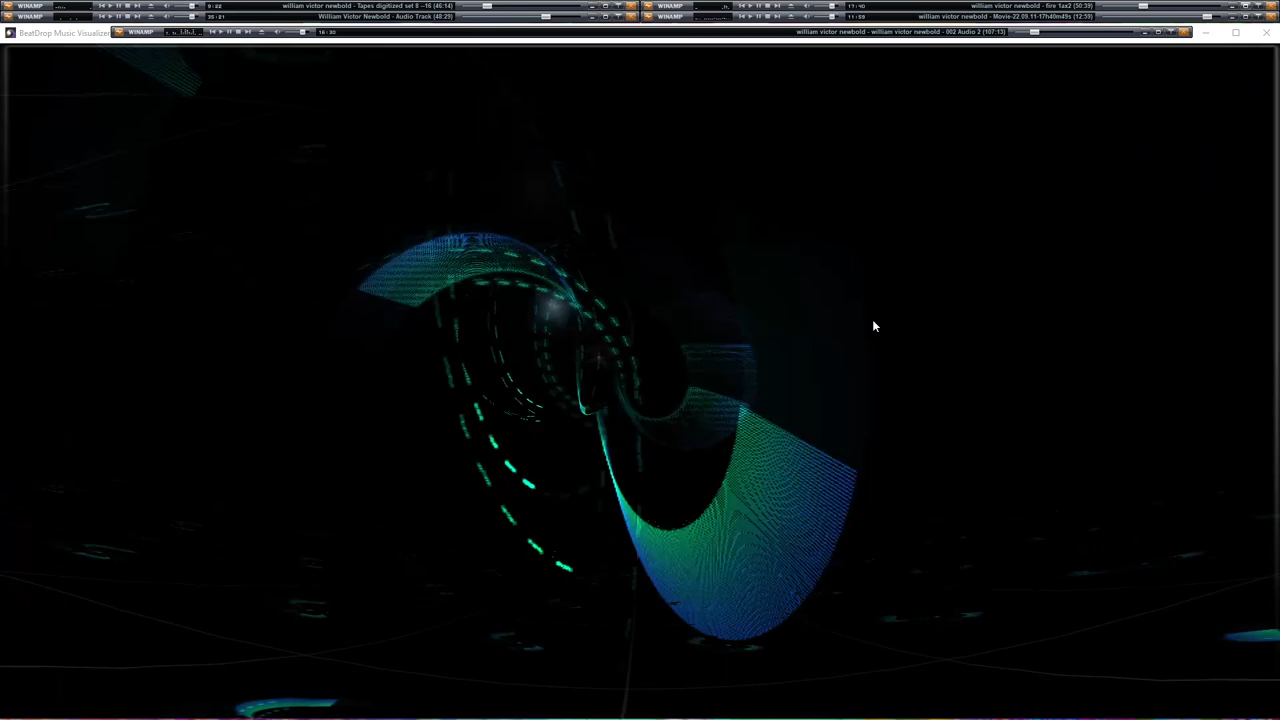 WINAMP 9:22 william victor newbold - Tapes digitized set 8 --16 (46:14) WINAMP 17:40 william victor newbold - fire 1ax2 (50:39)
WINAMP 35:21 William Victor Newbold - Audio Track (48:29) WINAMP 11:59 william victor newbold - Movie-22.09.11-17h40m49s (12:59)
BeatDrop Music Visualizer WINAMP 16:30 william victor newbold - william victor newbold - 002 Audio 2 (107:13)